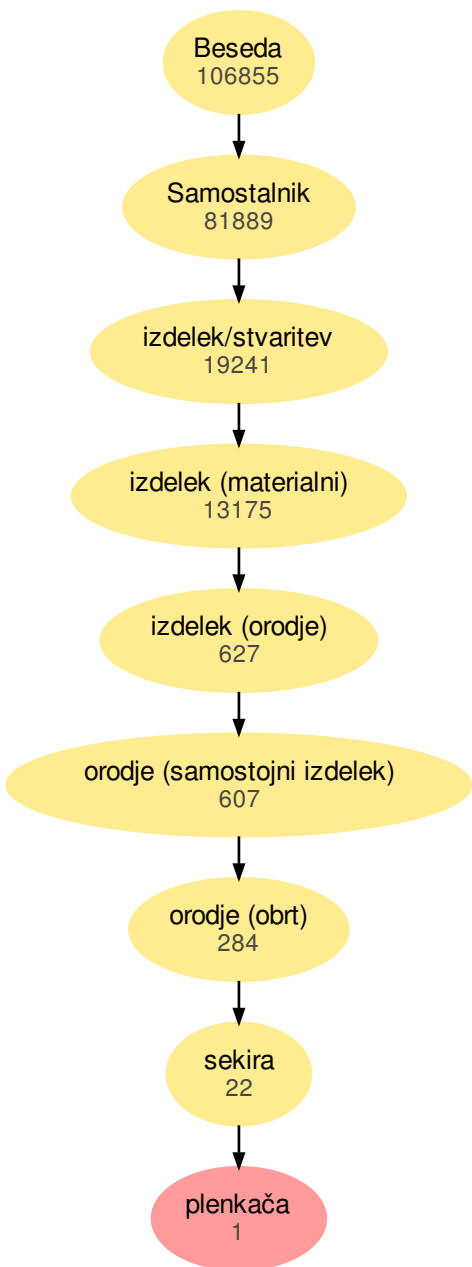 Beseda
106855
Samostalnik
81889
izdelek/stvaritev
19241
izdelek (materialni)
13175
izdelek (orodje)
627
orodje (samostojni izdelek)
607
orodje (obrt)
284
sekira
22
plenkača
1